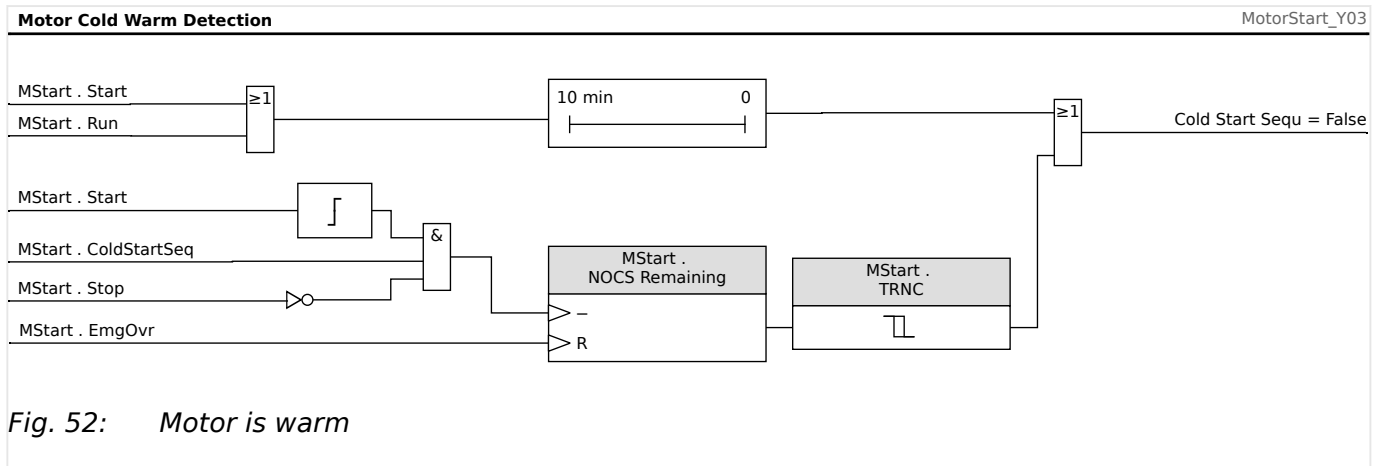 Motor Cold Warm Detection
MotorStart_Y03
MStart . Start
MStart . Run
≥1
10 min 0
≥1
Cold Start Sequ = False
MStart . Start
MStart . ColdStartSeq
&
MStart . Stop
MStart . EmgOvr
MStart .
NOCS Remaining
−
R
MStart .
TRNC
Fig. 52: Motor is warm